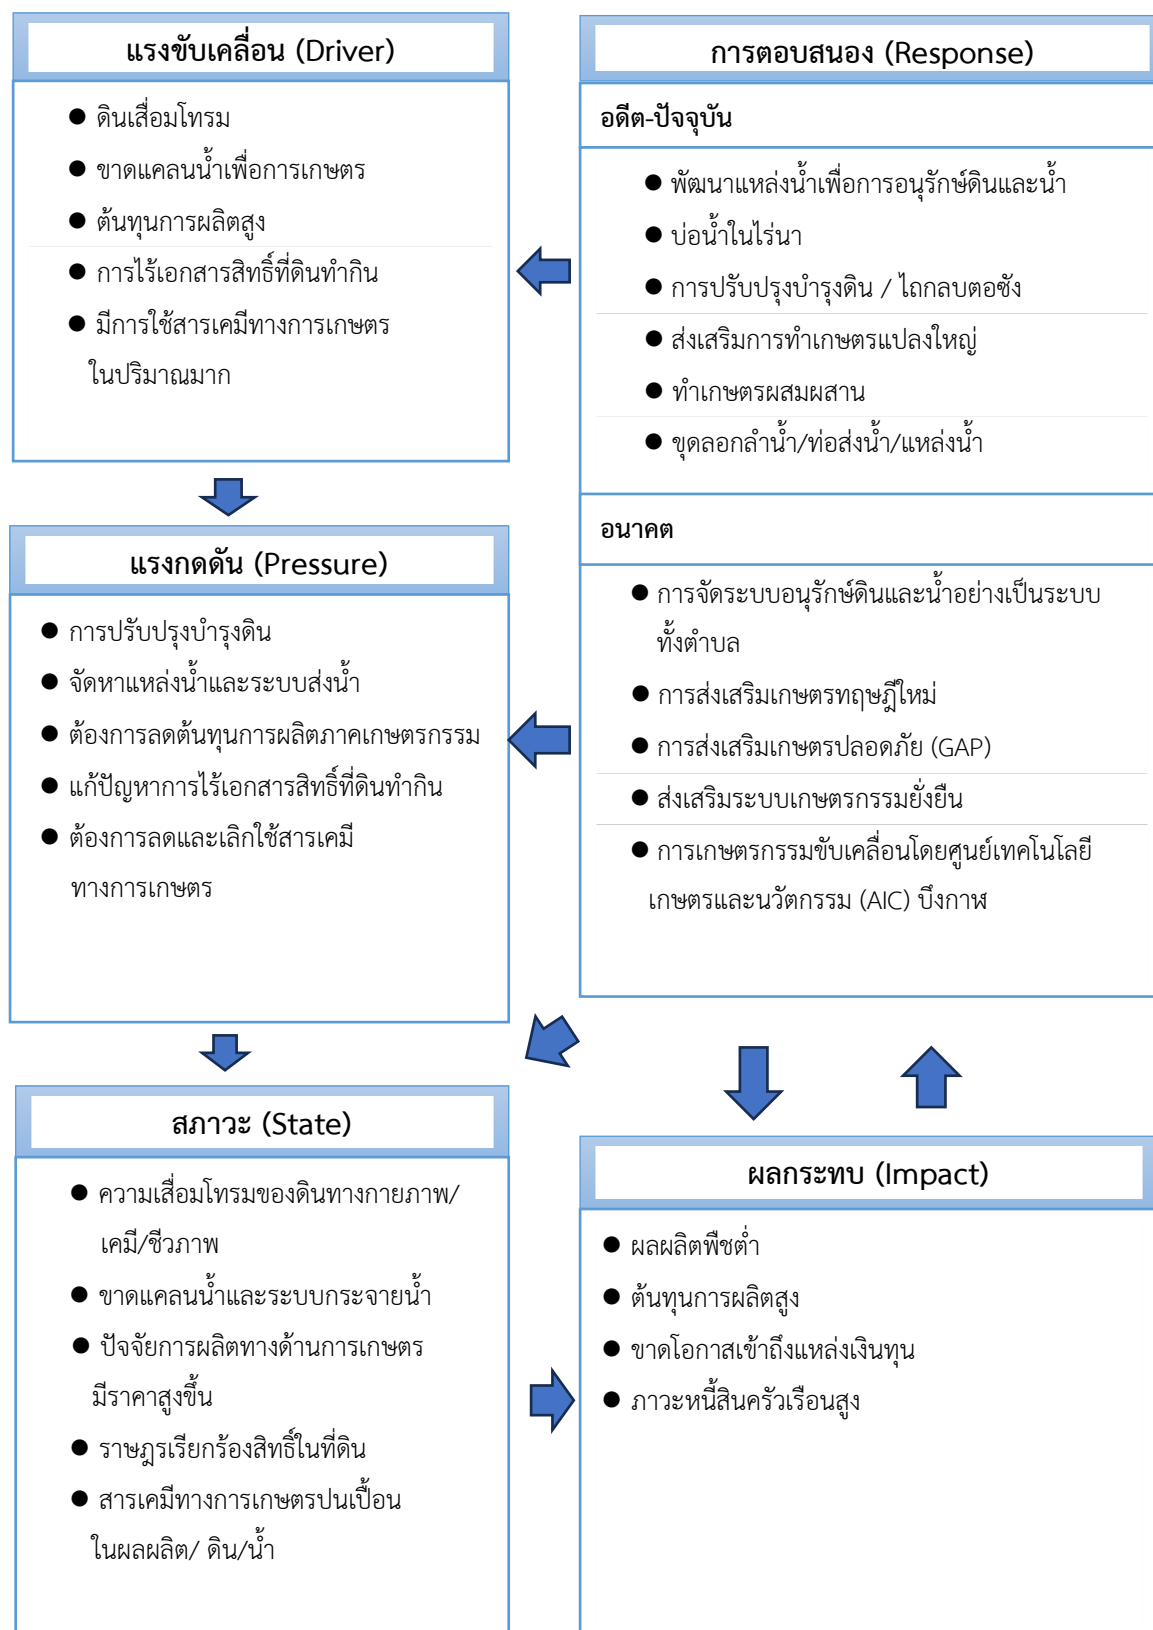 แรงขับเคลื่อน (Driver)
● ดินเสื่อมโทรม
● ขาดแคลนน้ำเพื่อการเกษตร
● ต้นทุนการผลิตสูง
● การไร้เอกสารสิทธิ์ที่ดินทำกิน
● มีการใช้สารเคมีทางการเกษตร
ในปริมาณมาก
แรงกดดัน (Pressure)
● การปรับปรุงบำรุงดิน
● จัดหาแหล่งน้ำและระบบส่งน้ำ
● ต้องการลดต้นทุนการผลิตภาคเกษตรกรรม
● แก้ปัญหาการไร้เอกสารสิทธิ์ที่ดินทำกิน
● ต้องการลดและเลิกใช้สารเคมี
ทางการเกษตร
สภาวะ (State)
● ความเสื่อมโทรมของดินทางกายภาพ/
เคมี/ชีวภาพ
● ขาดแคลนน้ำและระบบกระจายน้ำ
● ปัจจัยการผลิตทางด้านการเกษตร
มีราคาสูงขึ้น
● ราษฎรเรียกร้องสิทธิ์ในที่ดิน
● สารเคมีทางการเกษตรปนเปื้อน
ในผลผลิต/ ดิน/น้ำ
การตอบสนอง (Response)
อดีต-ปัจจุบัน
● พัฒนาแหล่งน้ำเพื่อการอนุรักษ์ดินและน้ำ
● บ่อน้ำในไร่นา
● การปรับปรุงบำรุงดิน / ไถกลบตอซัง
● ส่งเสริมการทำเกษตรแปลงใหญ่
● ทำเกษตรผสมผสาน
● ขุดลอกลำน้ำ/ท่อส่งน้ำ/แหล่งน้ำ
อนาคต
● การจัดระบบอนุรักษ์ดินและน้ำอย่างเป็นระบบ
ทั้งตำบล
● การส่งเสริมเกษตรทฤษฎีใหม่
● การส่งเสริมเกษตรปลอดภัย (GAP)
● ส่งเสริมระบบเกษตรกรรมยั่งยืน
● การเกษตรกรรมขับเคลื่อนโดยศูนย์เทคโนโลยี
เกษตรและนวัตกรรม (AIC) บึงกาฬ
ผลกระทบ (Impact)
● ผลผลิตพืชต่ำ
● ต้นทุนการผลิตสูง
● ขาดโอกาสเข้าถึงแหล่งเงินทุน
● ภาวะหนี้สินครัวเรือนสูง